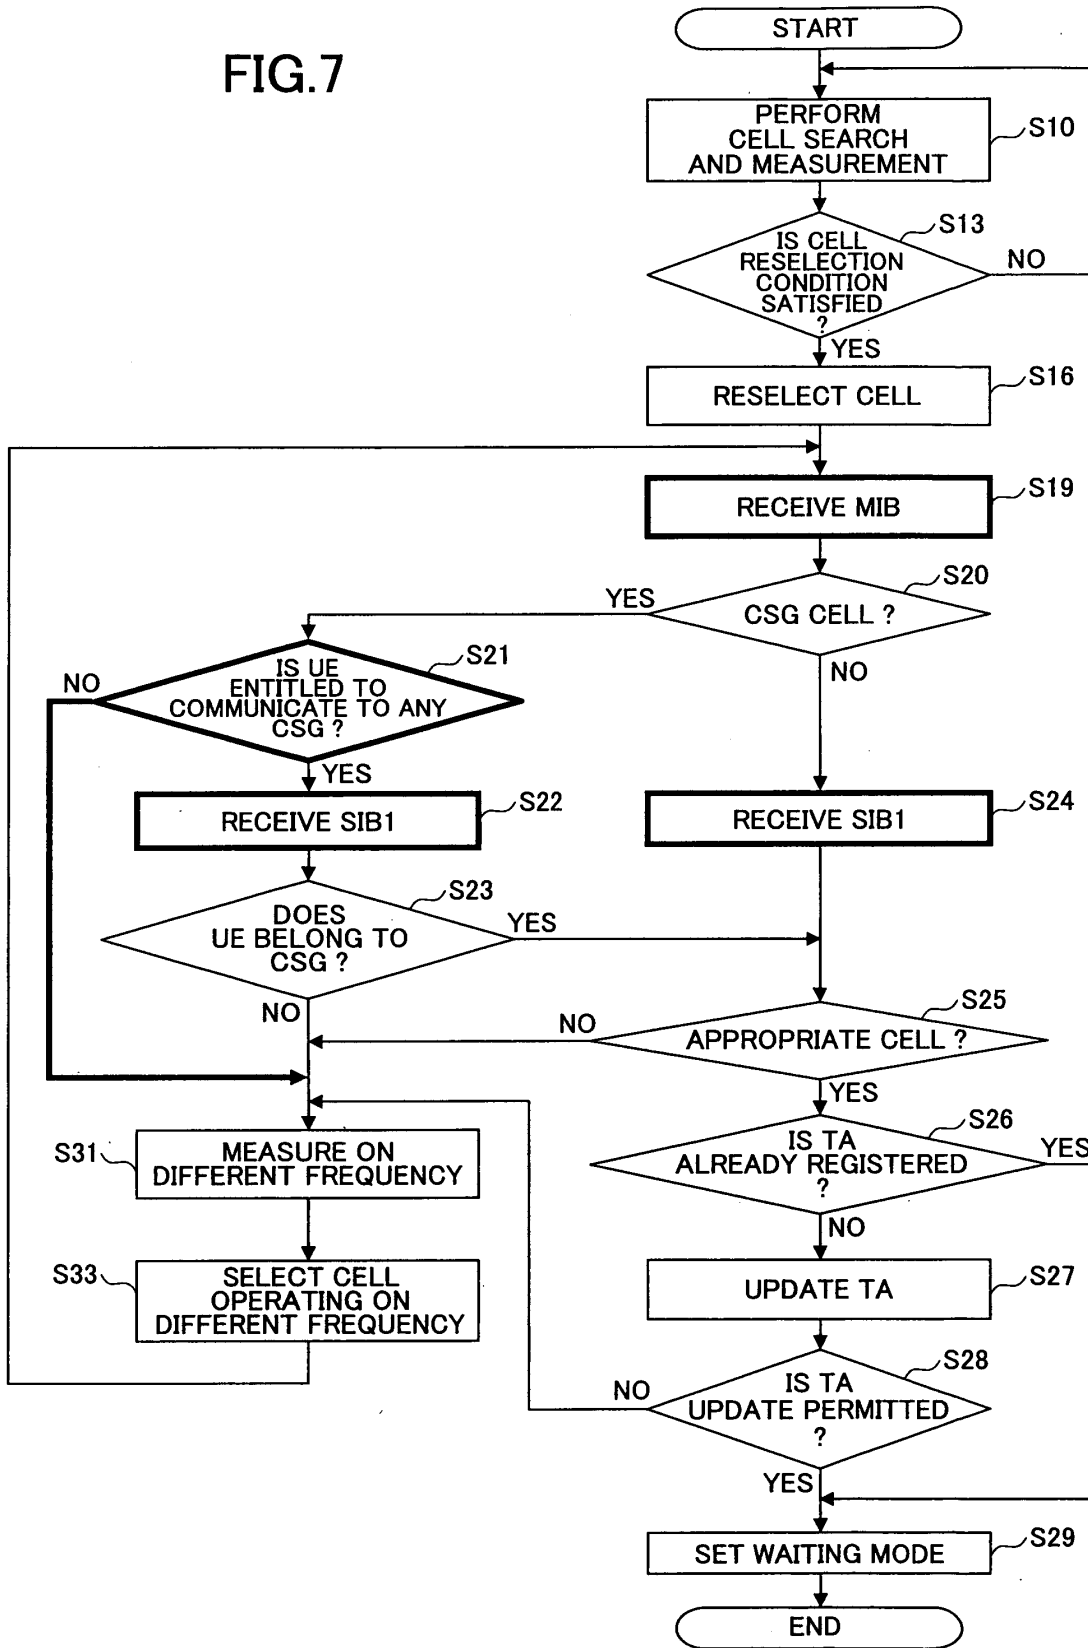 START
FIG.7
PERFORM
CELL SEARCH
AND MEASUREMENT
S10
S13
IS CELL
RESELECTION
CONDITION
SATISFIED
?
NO
YES
S16
RESELECT CELL
S19
RECEIVE MIB
S20
YES
CSG CELL ?
NO
S21
NO
IS UE
ENTITLED TO
COMMUNICATE TO ANY
CSG ?
YES
S22
RECEIVE SIB1
S24
RECEIVE SIB1
S23
DOES
UE BELONG TO
CSG ?
YES
NO
S25
NO
APPROPRIATE CELL ?
YES
S26
IS TA
ALREADY REGISTERED
?
YES
NO
S31
MEASURE ON
DIFFERENT FREQUENCY
S33
SELECT CELL
OPERATING ON
DIFFERENT FREQUENCY
UPDATE TA
S27
S28
NO
IS TA
UPDATE PERMITTED
?
YES
SET WAITING MODE
S29
END